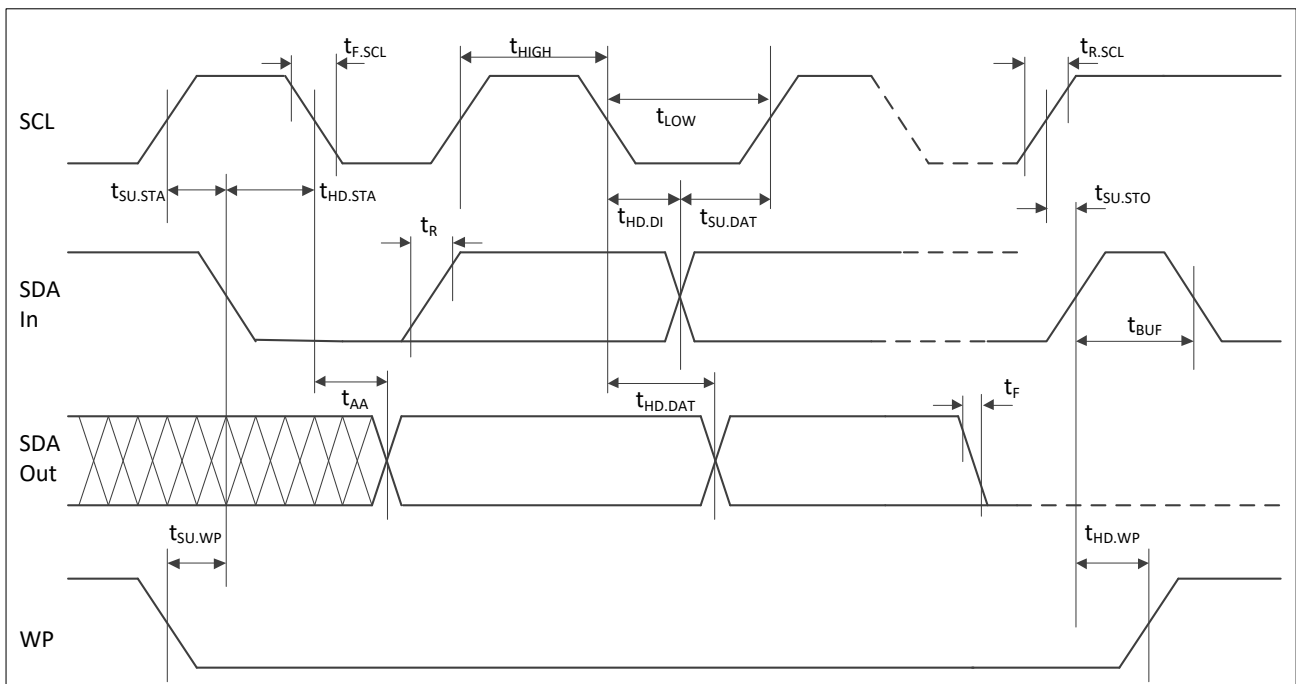 tF.SCL
tHIGH
tR.SCL
SCL
tLOW
tSU.STA
tHD.STA
tHD.DI
tSU.DAT
tSU.STO
tR
SDA
In
tBUF
tAA
tHD.DAT
tF
SDA
Out
tSU.WP
tHD.WP
WP